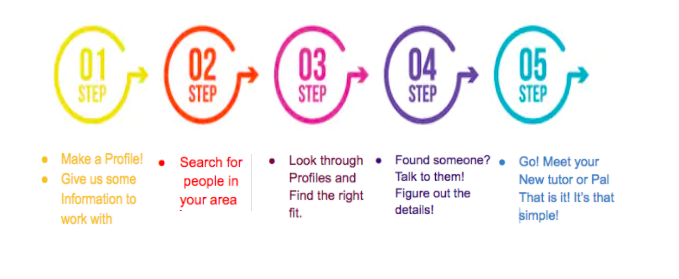 01
STEP
02
STEP
03
STEP
04
STEP
05
STEP
Make a Profile!
Give us some
Information to
work with
Search for
people in
your area
Look through
Profiles and
Find the right
fit.
Found someone?
Talk to them!
Figure out the
details!
Go! Meet your
New tutor or Pal
That is it! It's that
simple!